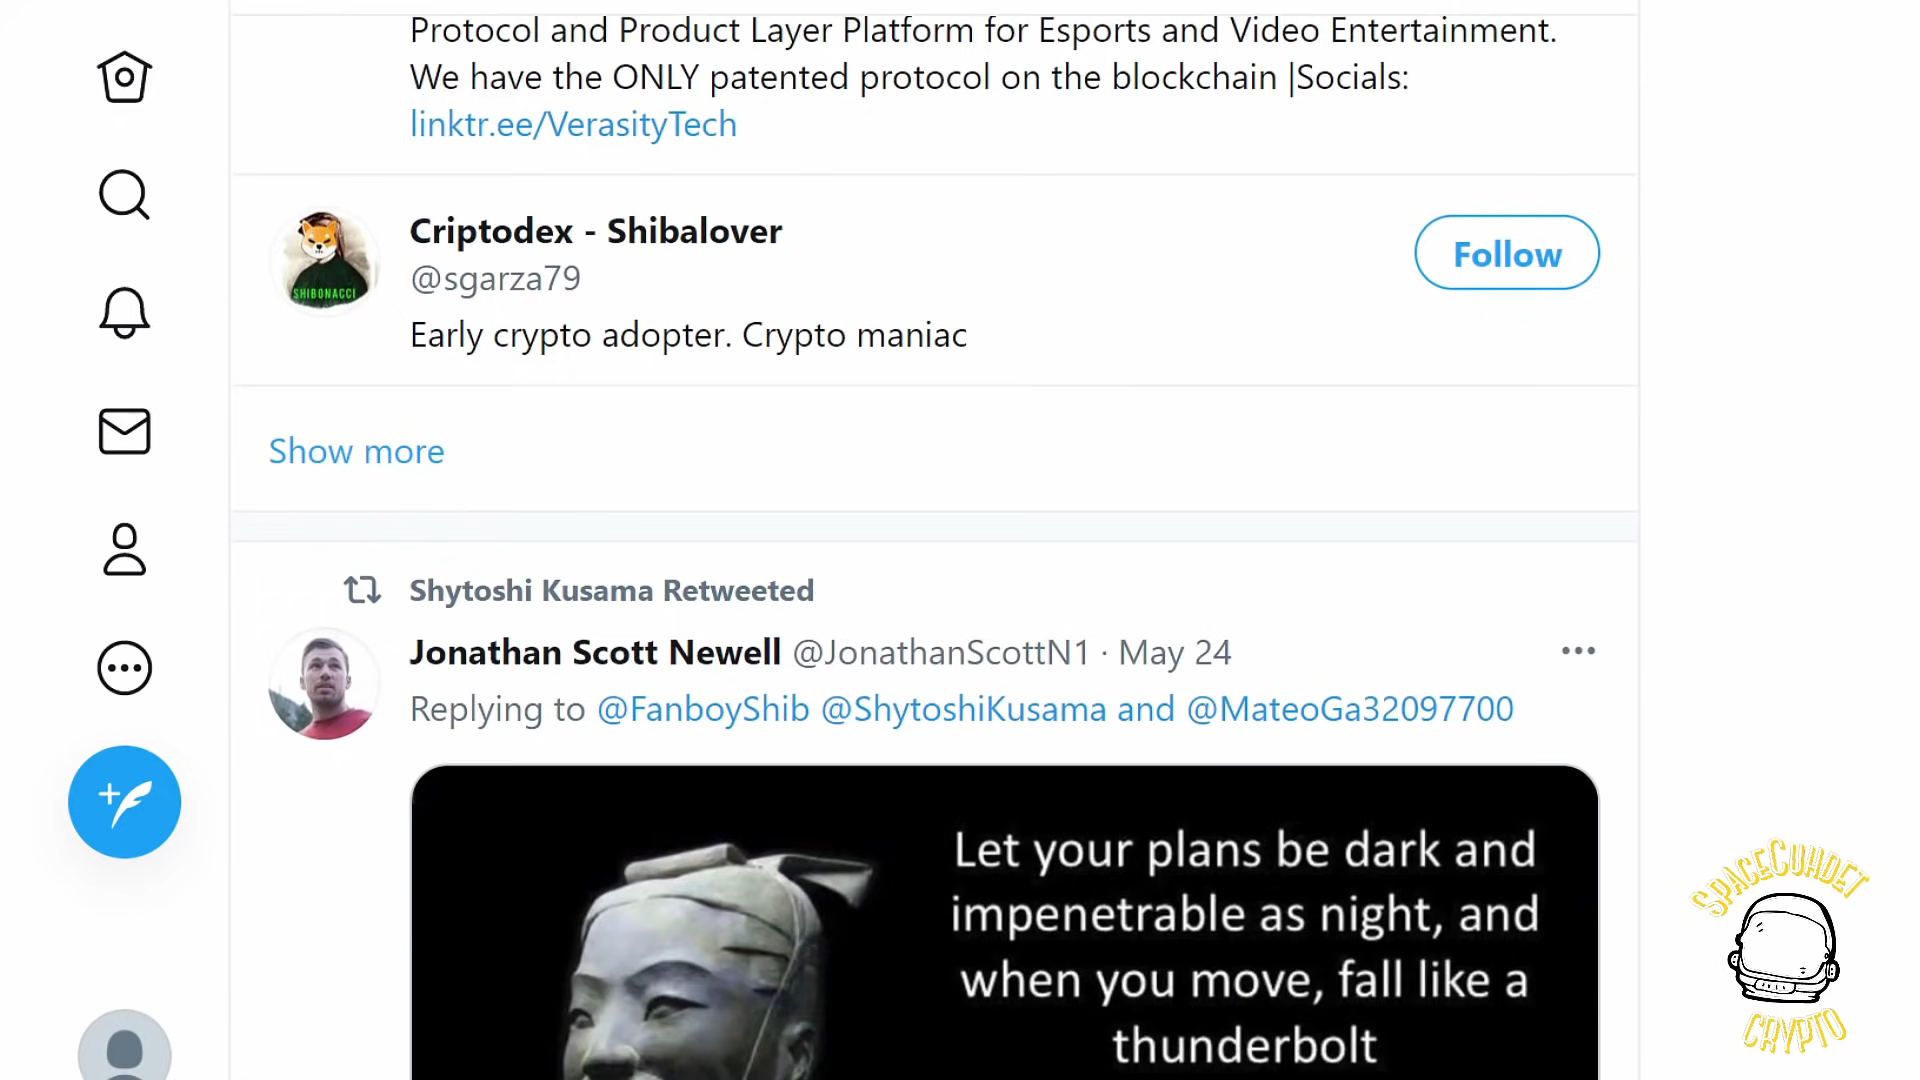 Protocol and Product Layer Platform for Esports and Video Entertainment.
We have the ONLY patented protocol on the blockchain |Socials:
linktr.ee/VerasityTech
Criptodex - Shibalover
@sgarza79
Follow
SHIBONACCI
Early crypto adopter. Crypto maniac
Show more
Shytoshi Kusama Retweeted
Jonathan Scott Newell @JonathanScottN1 · May 24
Replying to @FanboyShib @ShytoshiKusama and @MateoGa32097700
Let your plans be dark and
impenetrable as night, and
when you move, fall like a
thunderbolt
SPACECUHDET
CRYPTO